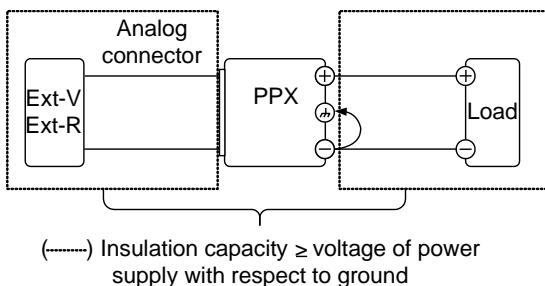 Analog
connector
Ext-V
Ext-R
PPX
+
-
+
-
Load
(--------) Insulation capacity ≥ voltage of power
supply with respect to ground